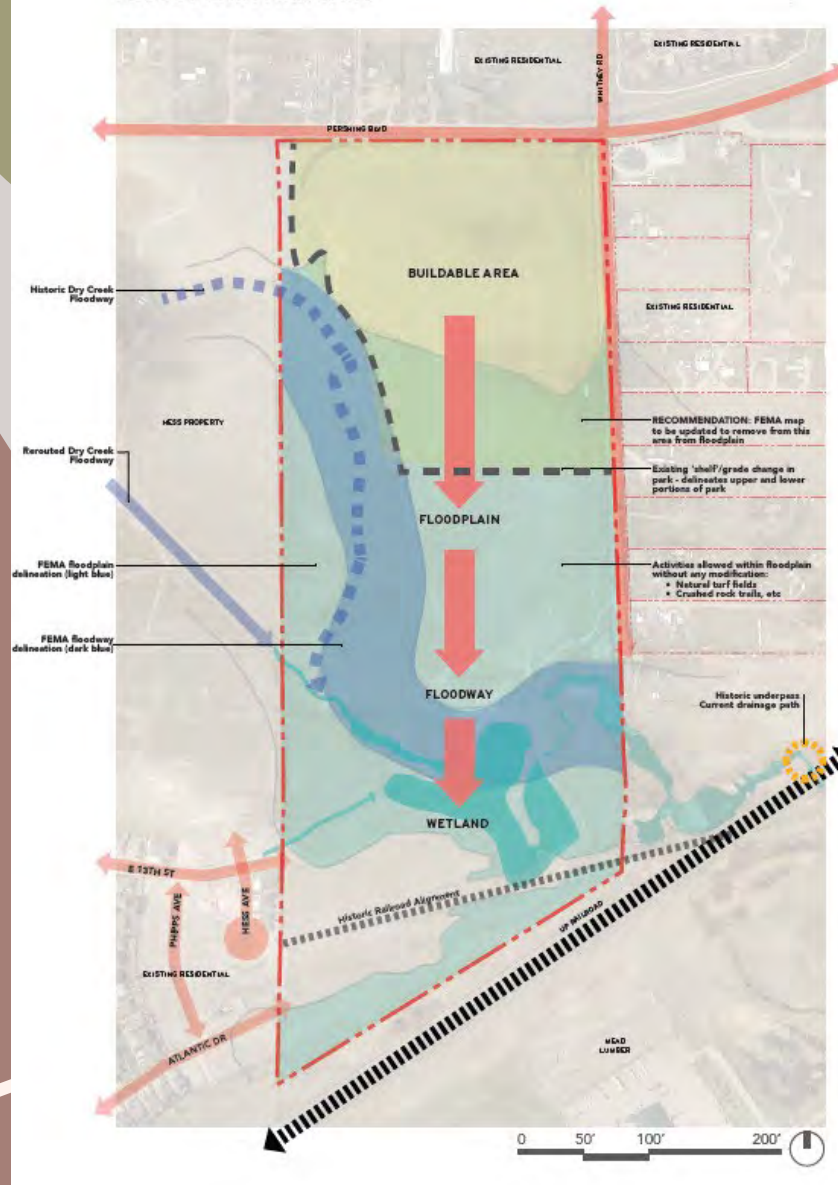 EXISTING RESIDENTIAL
EXISTING RESIDENTIAL
WHITNEY RD
PERSHING BLVD
BUILDABLE AREA
Historic Dry Creek
Floodway
EXISTING RESIDENTIAL
HESS PROPERTY
RECOMMENDATION: FEMA map
to be updated to remove from this
area from floodplain
Rerouted Dry Creek
Floodway
Existing 'shelf'/grade change in
park - delineates upper and lower
portions of park
FLOODPLAIN
FEMA floodplain
delineation (light blue)
Activities allowed within floodplain
without any modification:
• Natural turf fields
• Crushed rock trails, etc
FEMA floodway
delineation (dark blue)
FLOODWAY
Historic underpass
Current drainage path
WETLAND
E 13TH ST
PHIPPS AVE
HESS AVE
Historic Railroad Alignment
UP RAILROAD
EXISTING RESIDENTIAL
ATLANTIC DR
MEAD
LUMBER
0 50' 100' 200'